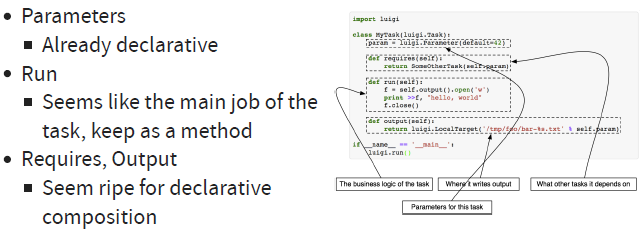 Parameters
Already declarative
Run
Seems like the main job of the
task, keep as a method
Requires, Output
Seem ripe for declarative
composition
import luigi
class MyTask(luigi.Task):
param = luigi.Parameter(default=42)
def requires(self):
return SomeOtherTask(self.param)
def run(self):
f = self.output().open('w')
print >>f, "hello, world"
f.close()
def output(self):
return luigi.LocalTarget('/tmp/foo/bar-%s.txt' % self.param)
if __name__ == '__main__':
luigi.run()
The business logic of the task
Where it writes output
What other tasks it depends on
Parameters for this task